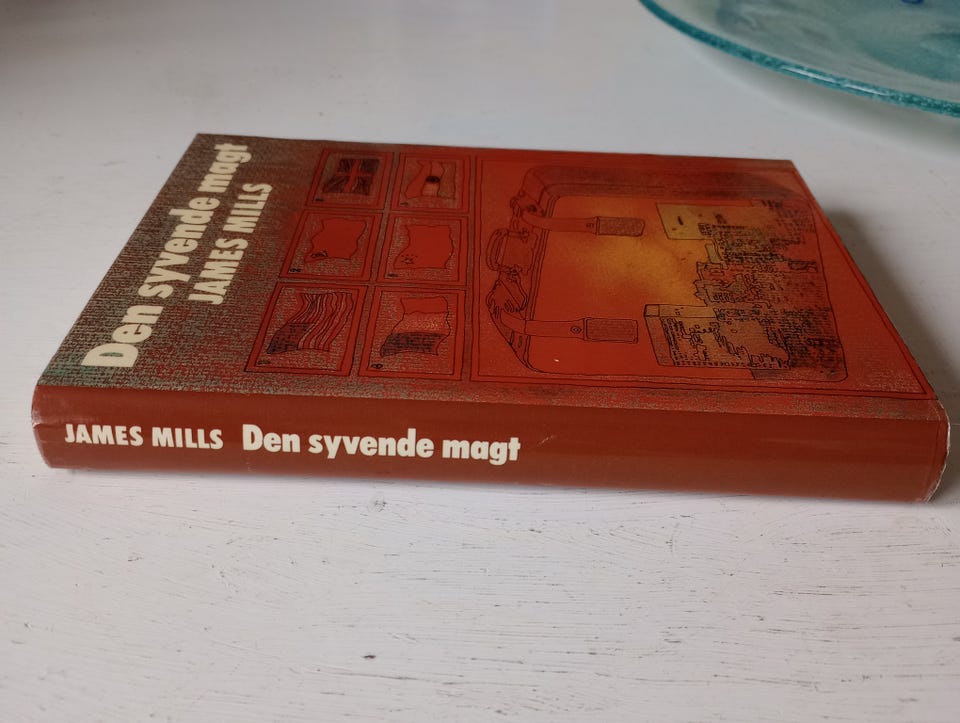 Den syvende magt
JAMES MILLS
JAMES MILLS Den syvende magt